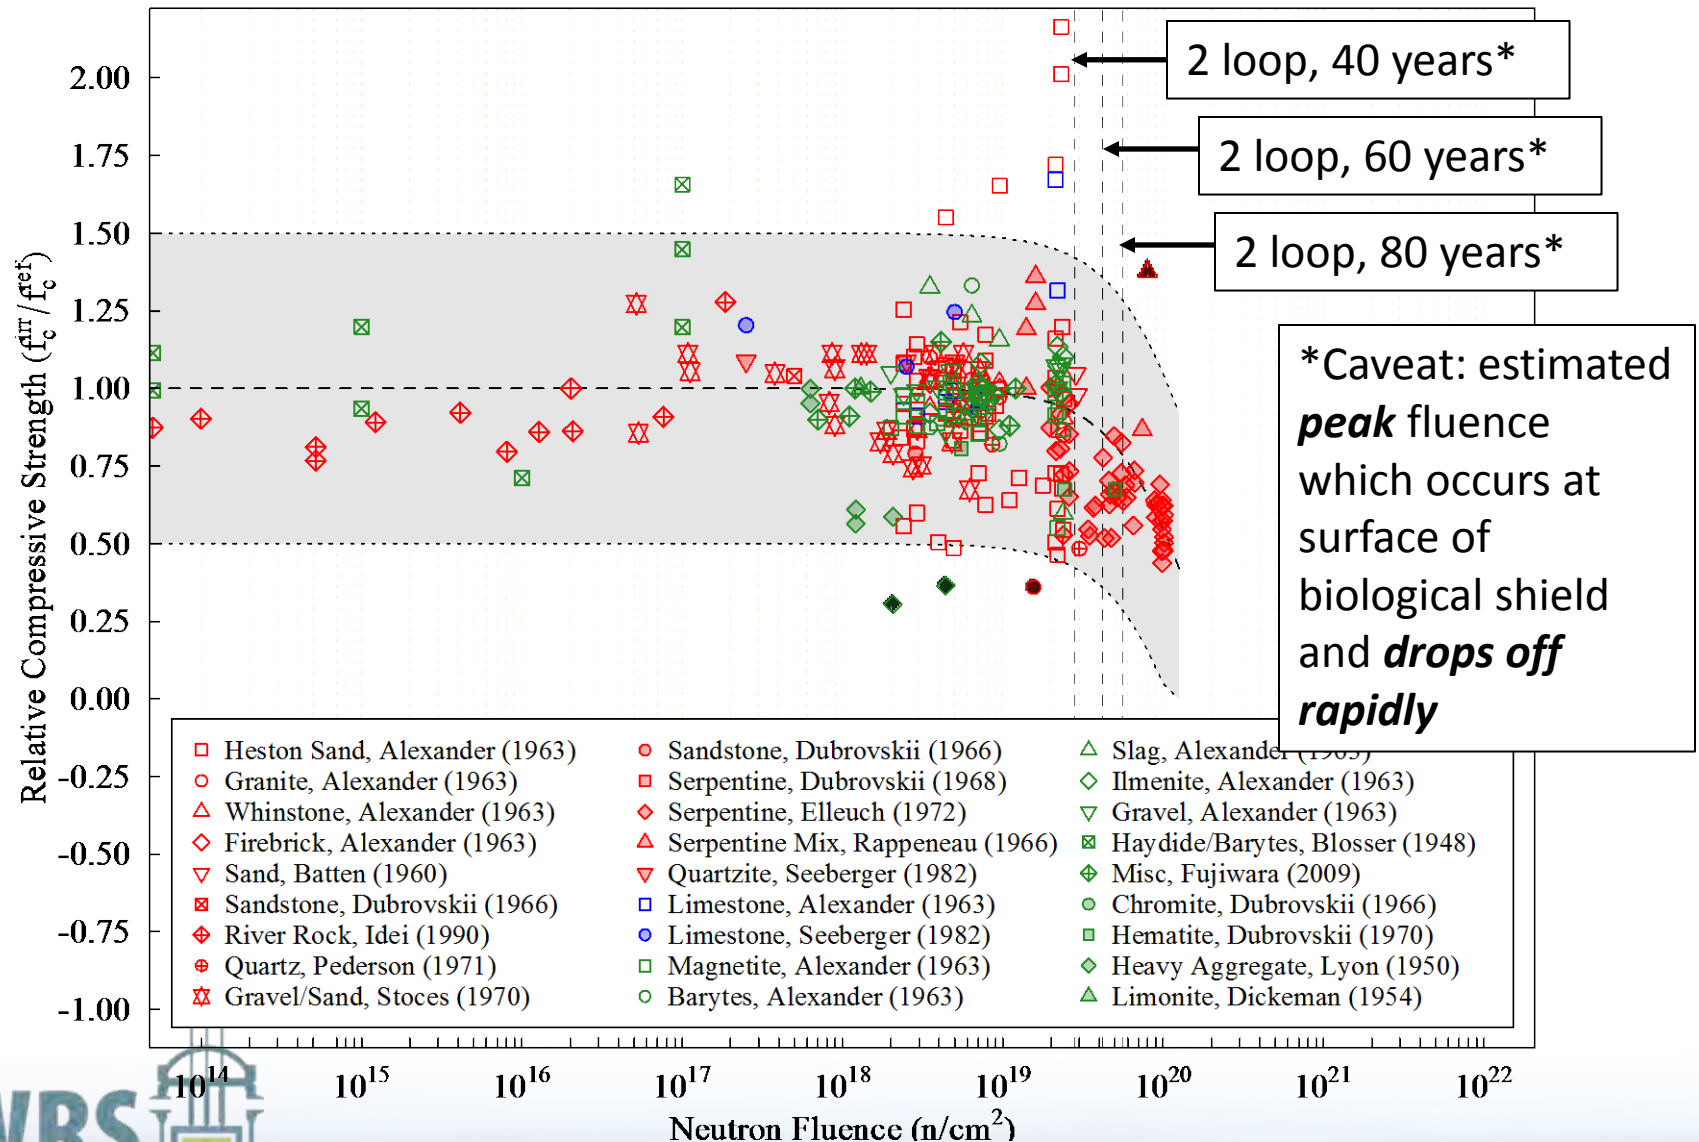 2 loop, 40 years*
2 loop, 60 years*
2 loop, 80 years*
*Caveat: estimated
peak fluence
which occurs at
surface of
biological shield
and drops off
rapidly
Relative Compressive Strength (f_c^irr/f_c^ref)
2.00
1.75
1.50
1.25
1.00
0.75
0.50
0.25
0.00
-0.25
-0.50
-0.75
-1.00
Heston Sand, Alexander (1963)
Granite, Alexander (1963)
Whinstone, Alexander (1963)
Firebrick, Alexander (1963)
Sand, Batten (1960)
Sandstone, Dubrovskii (1966)
River Rock, Idei (1990)
Quartz, Pederson (1971)
Gravel/Sand, Stoces (1970)
Sandstone, Dubrovskii (1966)
Serpentine, Dubrovskii (1968)
Serpentine, Elleuch (1972)
Serpentine Mix, Rappeneau (1966)
Quartzite, Seeberger (1982)
Limestone, Alexander (1963)
Limestone, Seeberger (1982)
Magnetite, Alexander (1963)
Barytes, Alexander (1963)
Slag, Alexander (1963)
Ilmenite, Alexander (1963)
Gravel, Alexander (1963)
Haydide/Barytes, Blosser (1948)
Misc, Fujiwara (2009)
Chromite, Dubrovskii (1966)
Hematite, Dubrovskii (1970)
Heavy Aggregate, Lyon (1950)
Limonite, Dickeman (1954)
10^14 10^15 10^16 10^17 10^18 10^19 10^20 10^21 10^22
Neutron Fluence (n/cm²)